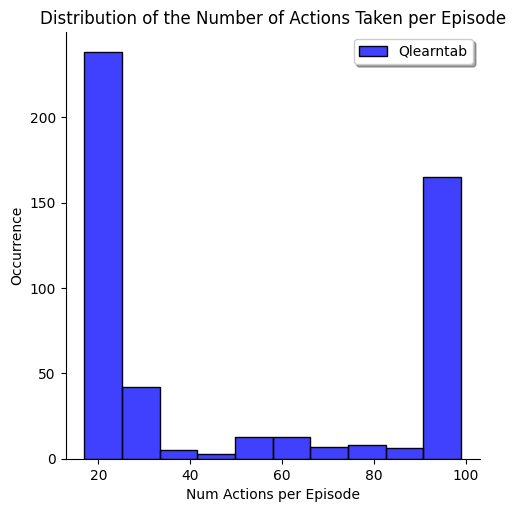 Distribution of the Number of Actions Taken per Episode
Qlearntab
200
150
100
50
0
Occurrence
20 40 60 80 100
Num Actions per Episode